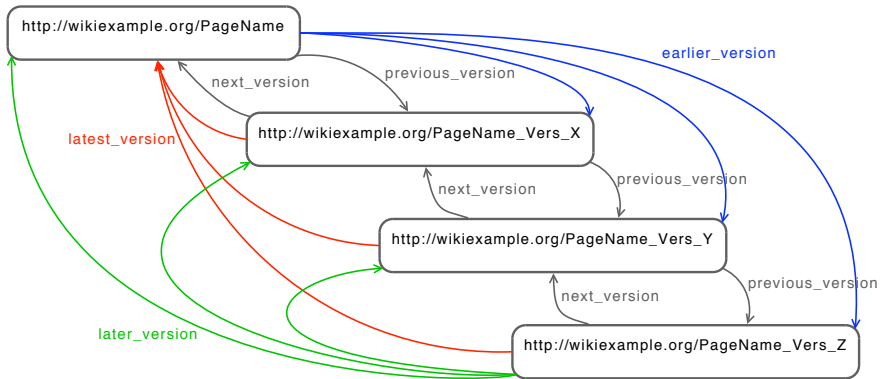 http://wikiexample.org/PageName
earlier_version
previous_version
next_version
http://wikiexample.org/PageName_Vers_X
latest_version
previous_version
next_version
http://wikiexample.org/PageName_Vers_Y
previous_version
next_version
later_version
http://wikiexample.org/PageName_Vers_Z